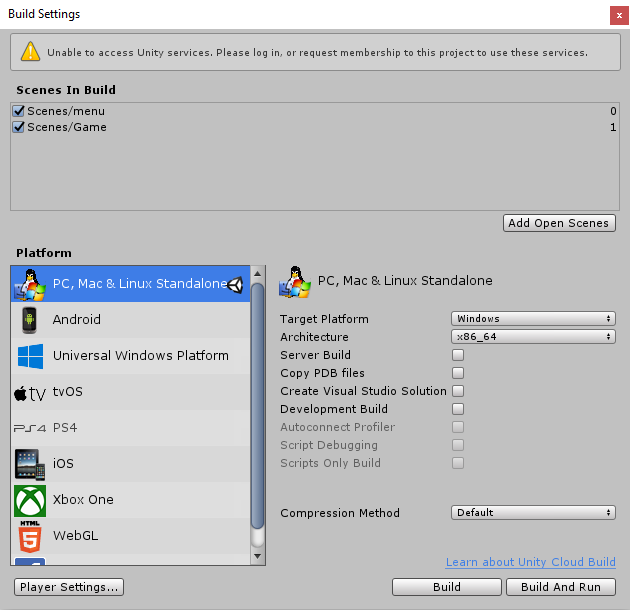 Build Settings
x
Unable to access Unity services. Please log in, or request membership to this project to use these services.
Scenes In Build
Scenes/menu 0
Scenes/Game 1
Add Open Scenes
Platform
PC, Mac & Linux Standalone
Android
Universal Windows Platform
tv tvOS
PS4 PS4
iOS
Xbox One
HTML
5 WebGL
PC, Mac & Linux Standalone
Target Platform Windows
Architecture x86_64
Server Build
Copy PDB files
Create Visual Studio Solution
Development Build
Autoconnect Profiler
Script Debugging
Scripts Only Build
Compression Method Default
Learn about Unity Cloud Build
Player Settings... Build Build And Run